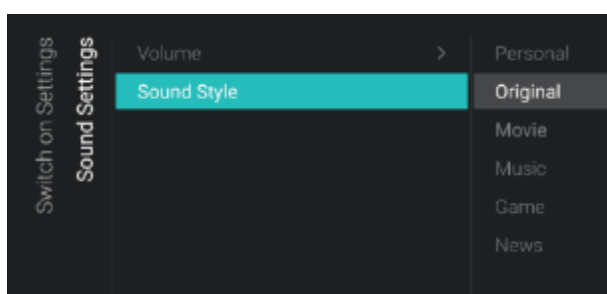 Switch on Settings
Sound Settings
Volume >
Sound Style
Personal
Original
Movie
Music
Game
News